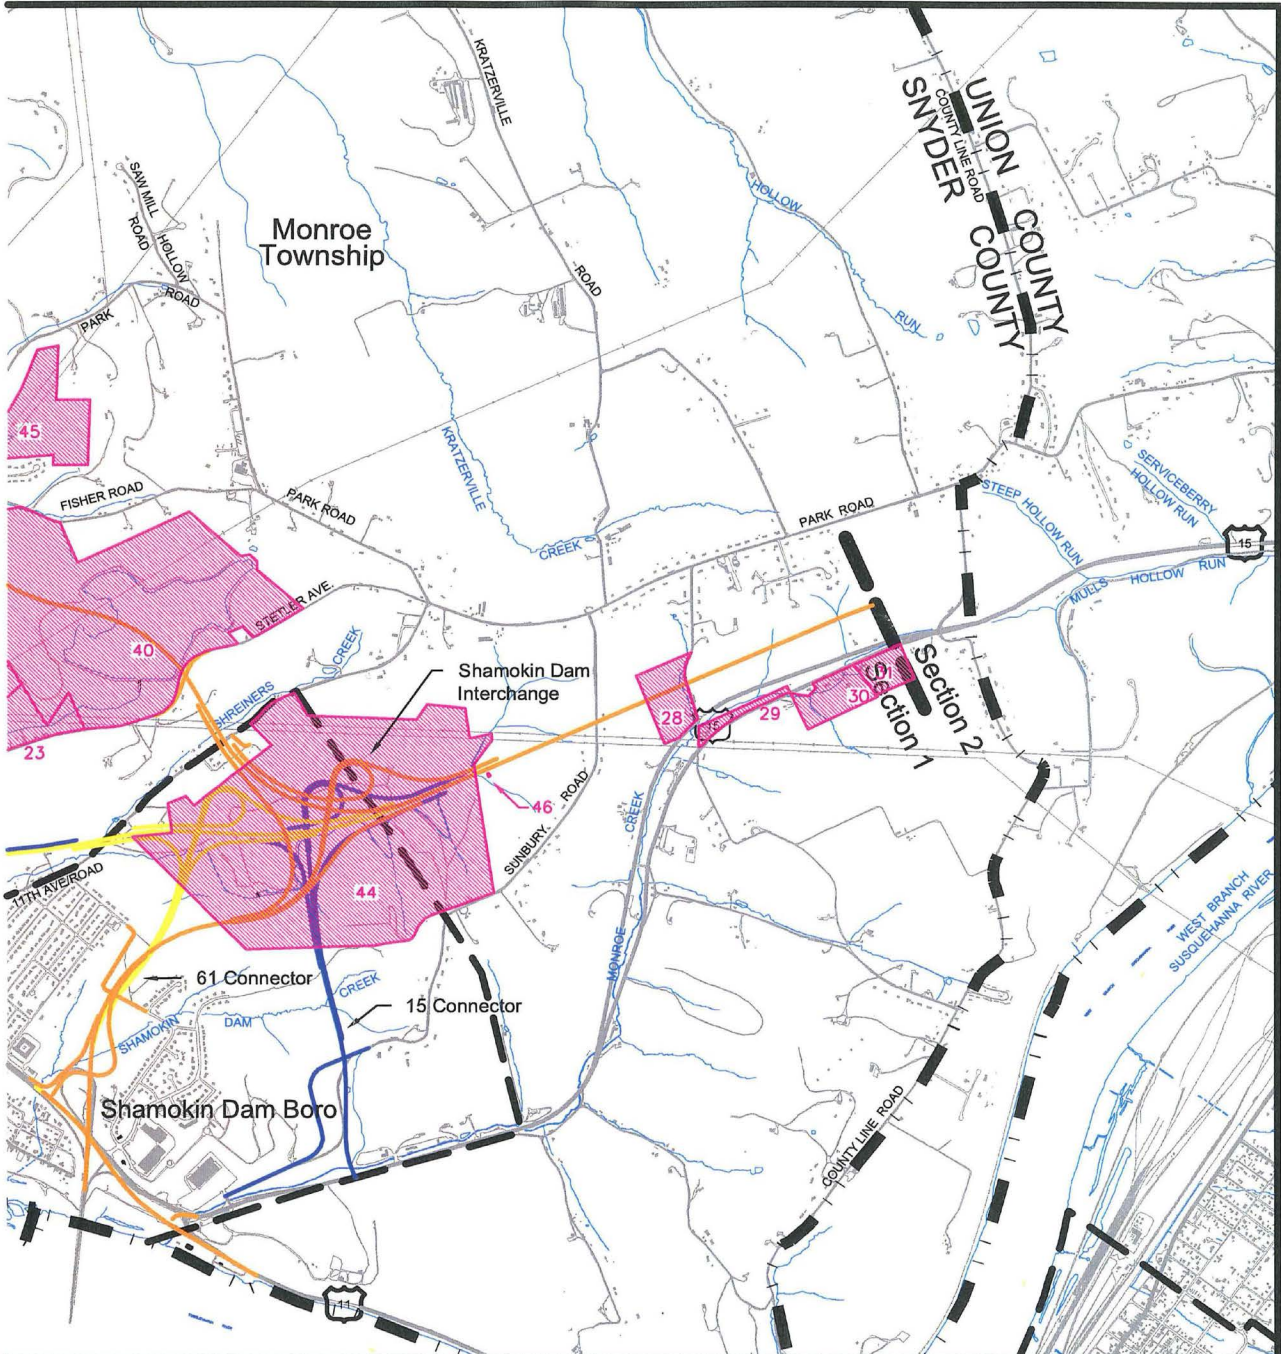 KRATZERVILLE
ROAD
UNION COUNTY
COUNTY LINE ROAD
SNYDER COUNTY
SAW MILL
HOLLOW
ROAD
HOLLOW
RUN
Monroe
Township
PARK
ROAD
45
KRATZERVILLE
CREEK
SERVICEBERRY
HOLLOW RUN
FISHER ROAD
PARK ROAD
PARK ROAD
STEEP HOLLOW RUN
15
MULLS HOLLOW RUN
STETLER AVE.
40
SHREINERS
CREEK
Shamokin Dam
Interchange
28
15
29
30
31
Section 2
Section 1
23
46
SUNBURY ROAD
MONROE
CREEK
44
11TH AVE/ROAD
WEST BRANCH
SUSQUEHANNA RIVER
61 Connector
15 Connector
SHAMOKIN
DAM
CREEK
Shamokin Dam Boro
COUNTY LINE ROAD
11